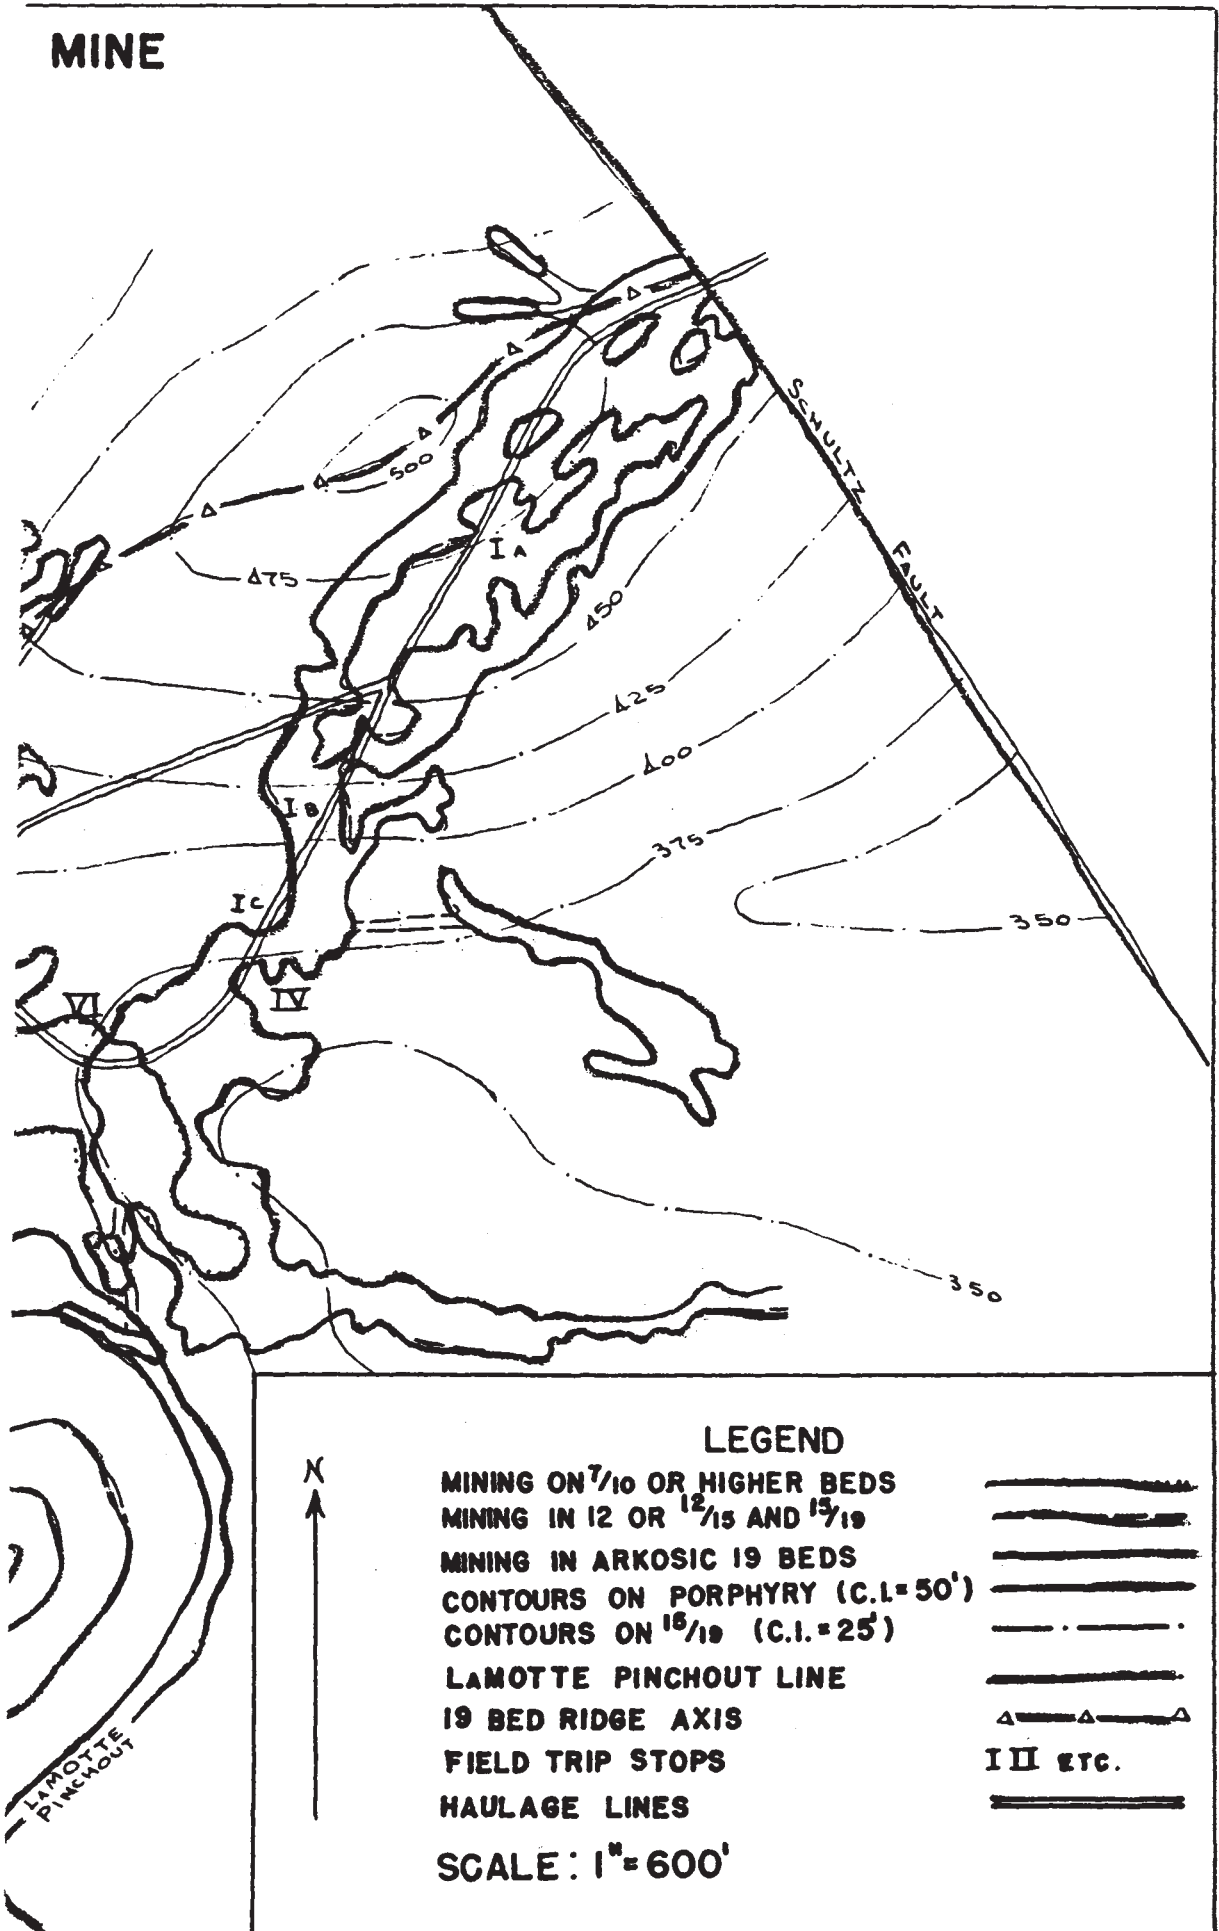 MINE
SCHULTZ FAULT
500
475
I A
450
425
400
I B
375
I C
350
VI
IV
350
LAMOTTE
PINCHOUT
LEGEND
N
MINING ON 7/10 OR HIGHER BEDS
MINING IN 12 OR 12/15 AND 15/19
MINING IN ARKOSIC 19 BEDS
CONTOURS ON PORPHYRY (C.I.=50')
CONTOURS ON 15/19 (C.I.=25')
LAMOTTE PINCHOUT LINE
19 BED RIDGE AXIS
FIELD TRIP STOPS I II ETC.
HAULAGE LINES
SCALE: 1"=600'